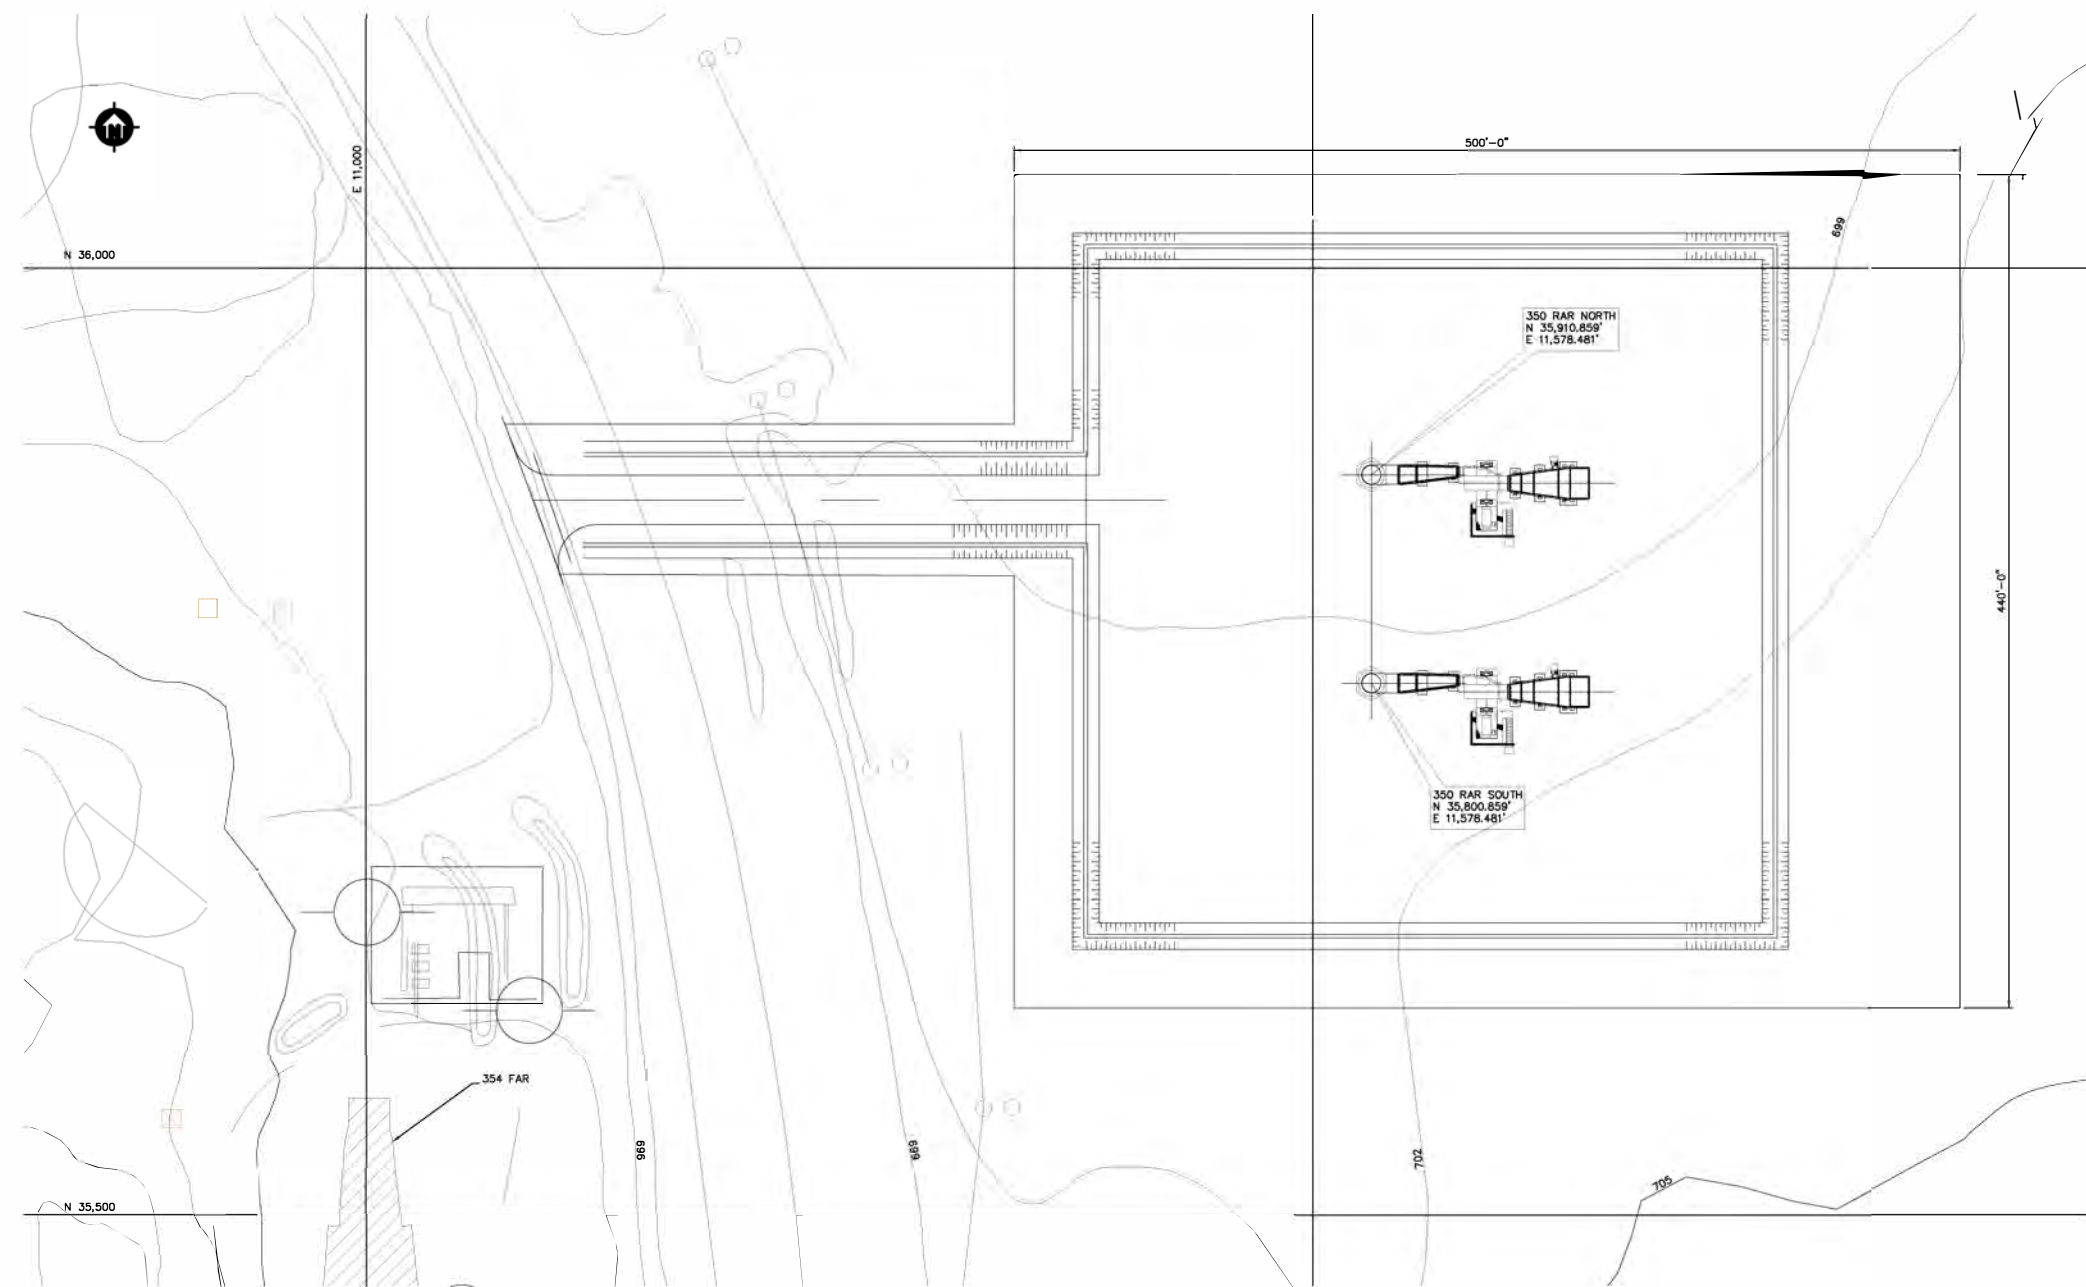 500'-0"
E 11,000
699
N 36,000
350 RAR NORTH
N 35,910.859'
E 11,578.481'
440'-0"
350 RAR SOUTH
N 35,800.859'
E 11,578.481'
354 FAR
696
699
702
705
N 35,500